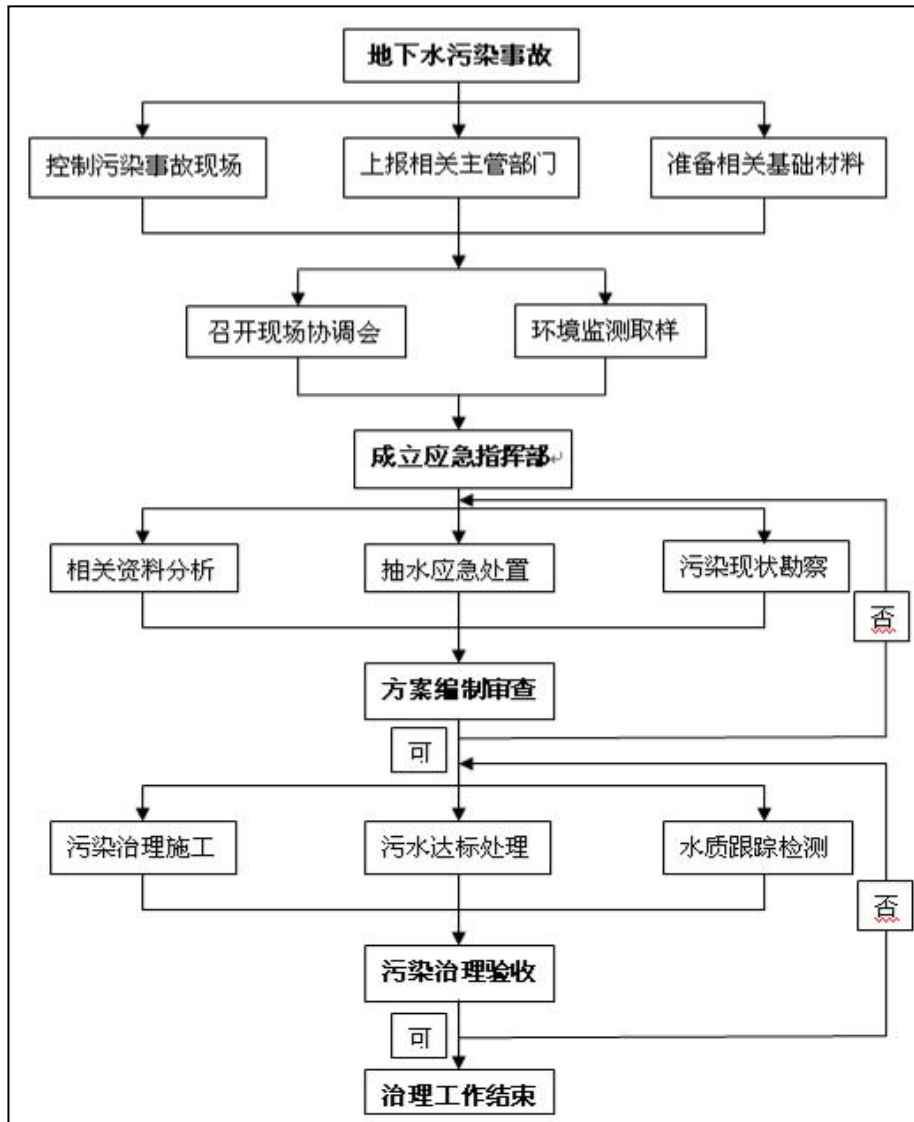 地下水污染事故
控制污染事故现场
上报相关主管部门
准备相关基础材料
召开现场协调会
环境监测取样
成立应急指挥部
相关资料分析
抽水应急处置
污染现状勘察
否
方案编制审查
可
污染治理施工
污水达标处理
水质跟踪检测
否
污染治理验收
可
治理工作结束